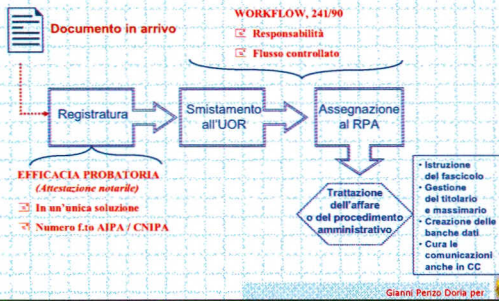 WORKFLOW, 241/90
Responsabilità
Flusso controllato
Documento in arrivo
Registratura
Smistamento
all'UOR
Assegnazione
al RPA
EFFICACIA PROBATORIA
(Attestazione notarile)
In un'unica soluzione
Numero f.to AIPA / CNIPA
Trattazione
dell'affare
o del procedimento
amministrativo
• Istruzione
del fascicolo
• Gestione
del titolario
e massimario
• Creazione delle
banche dati
• Cura le
comunicazioni
anche in CC
Gianni Penzo Doria per.